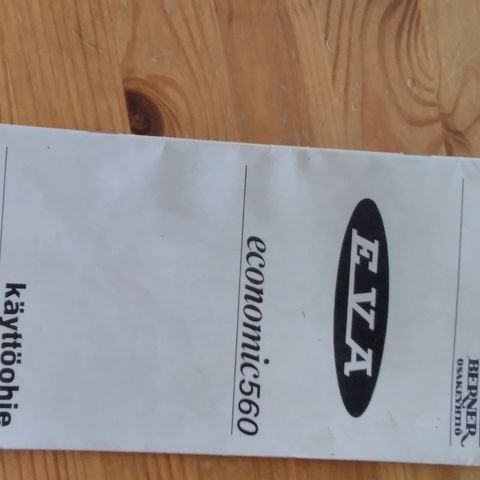 BERNER
OSAKEYHTIÖ
EVA
economic560
käyttöohje